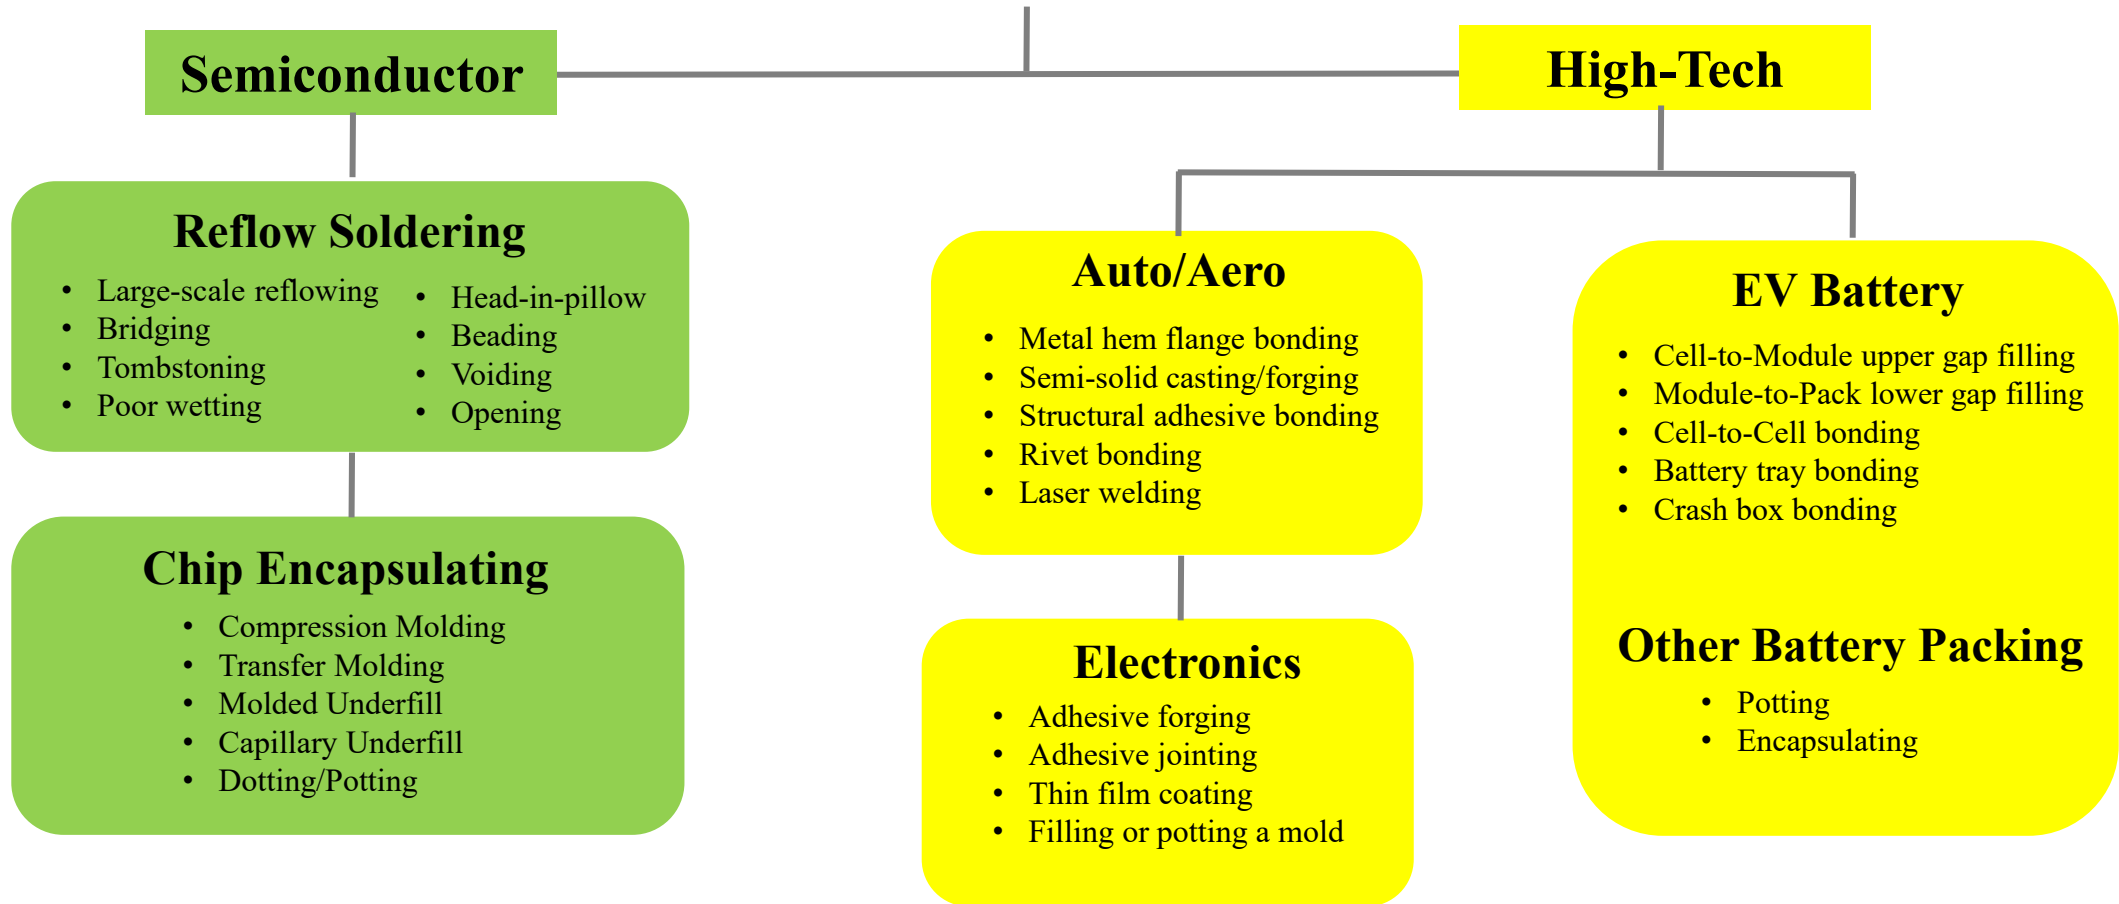 Semiconductor
High-Tech
Reflow Soldering
• Large-scale reflowing
• Bridging
• Tombstoning
• Poor wetting
• Head-in-pillow
• Beading
• Voiding
• Opening
Chip Encapsulating
• Compression Molding
• Transfer Molding
• Molded Underfill
• Capillary Underfill
• Dotting/Potting
Auto/Aero
• Metal hem flange bonding
• Semi-solid casting/forging
• Structural adhesive bonding
• Rivet bonding
• Laser welding
Electronics
• Adhesive forging
• Adhesive jointing
• Thin film coating
• Filling or potting a mold
EV Battery
• Cell-to-Module upper gap filling
• Module-to-Pack lower gap filling
• Cell-to-Cell bonding
• Battery tray bonding
• Crash box bonding
Other Battery Packing
• Potting
• Encapsulating